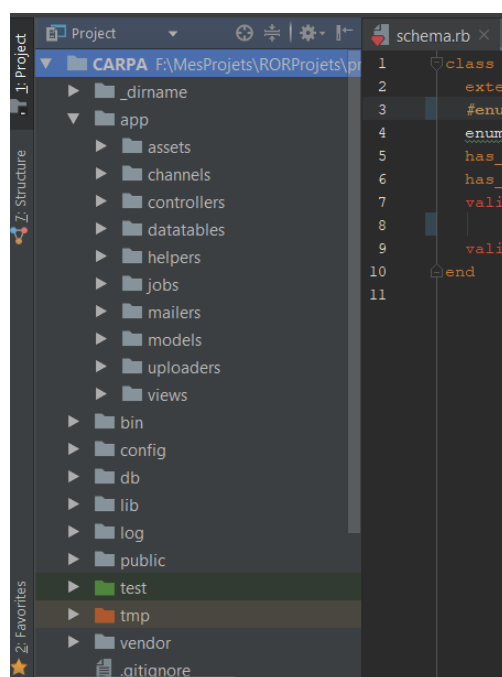 1: Project
7: Structure
2: Favorites
Project
CARPA F:\MesProjets\RORProjets\pr
_dirname
app
assets
channels
controllers
datatables
helpers
jobs
mailers
models
uploaders
views
bin
config
db
lib
log
public
test
tmp
vendor
.gitignore
schema.rb
1 class
2 exte
3 #enu
4 enum
5 has_
6 has_
7 vali
8
9 vali
10 end
11